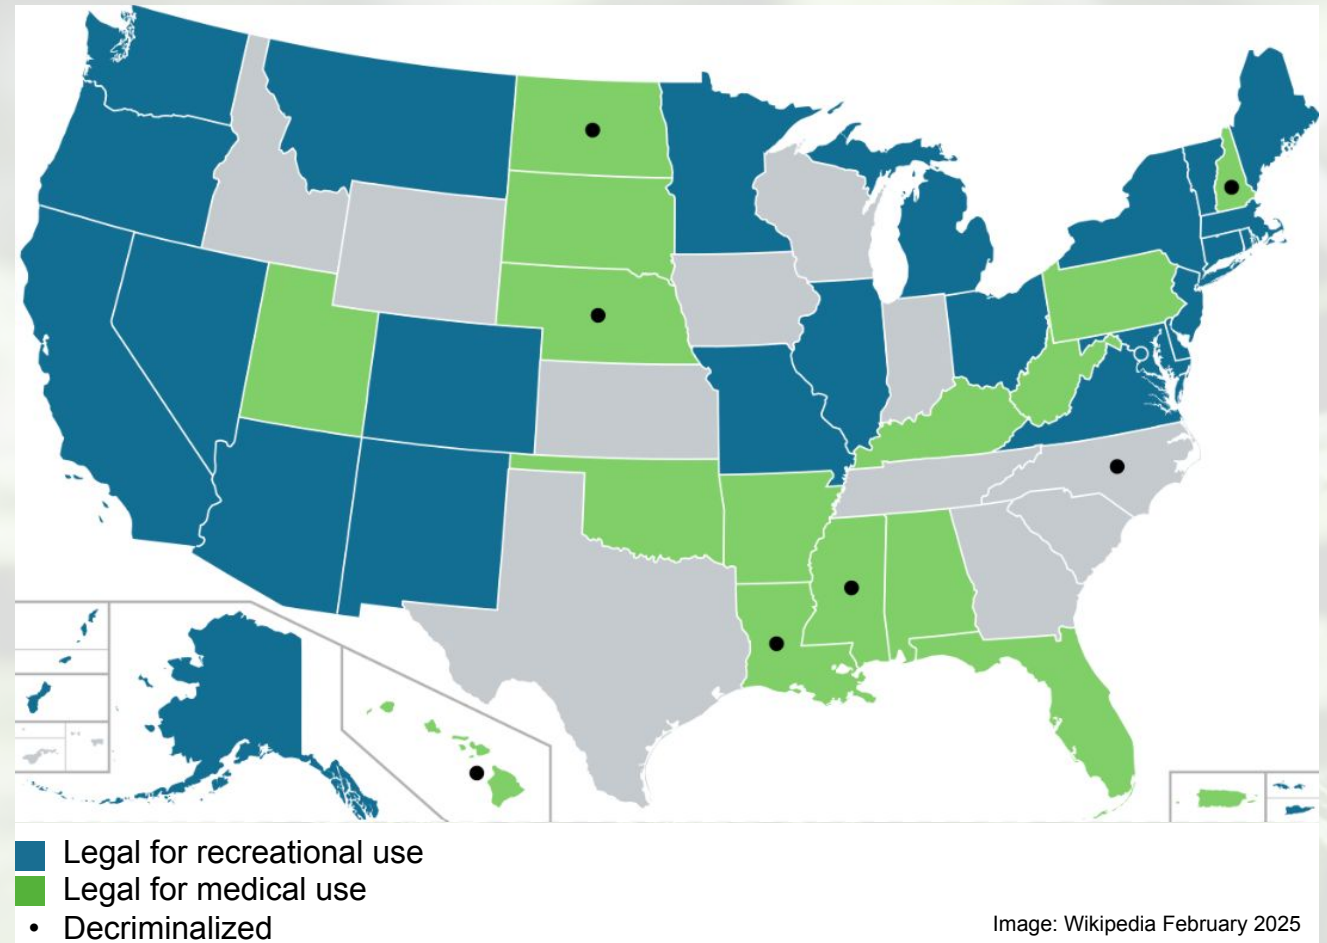 Legal for recreational use
Legal for medical use
• Decriminalized
Image: Wikipedia February 2025